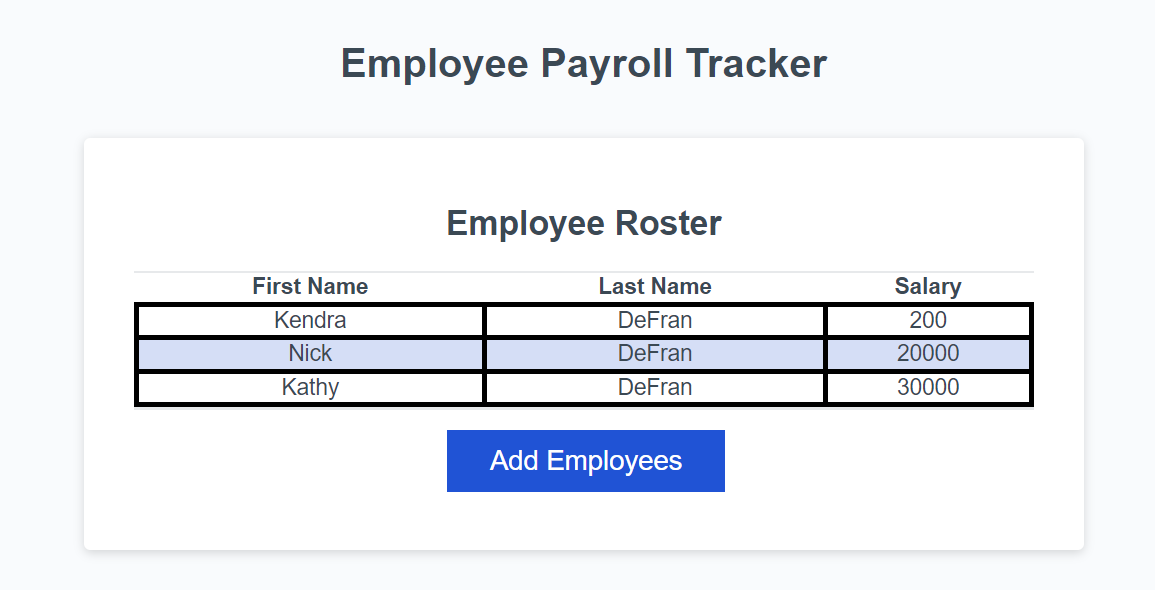 Employee Payroll Tracker
Employee Roster
First Name Last Name Salary
Kendra DeFran 200
Nick DeFran 20000
Kathy DeFran 30000
Add Employees